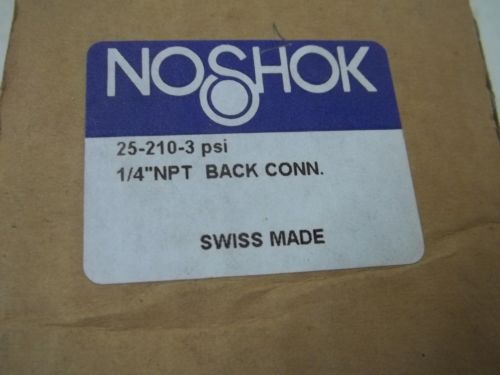 NOSHOK
25-210-3 psi
1/4"NPT BACK CONN.
SWISS MADE